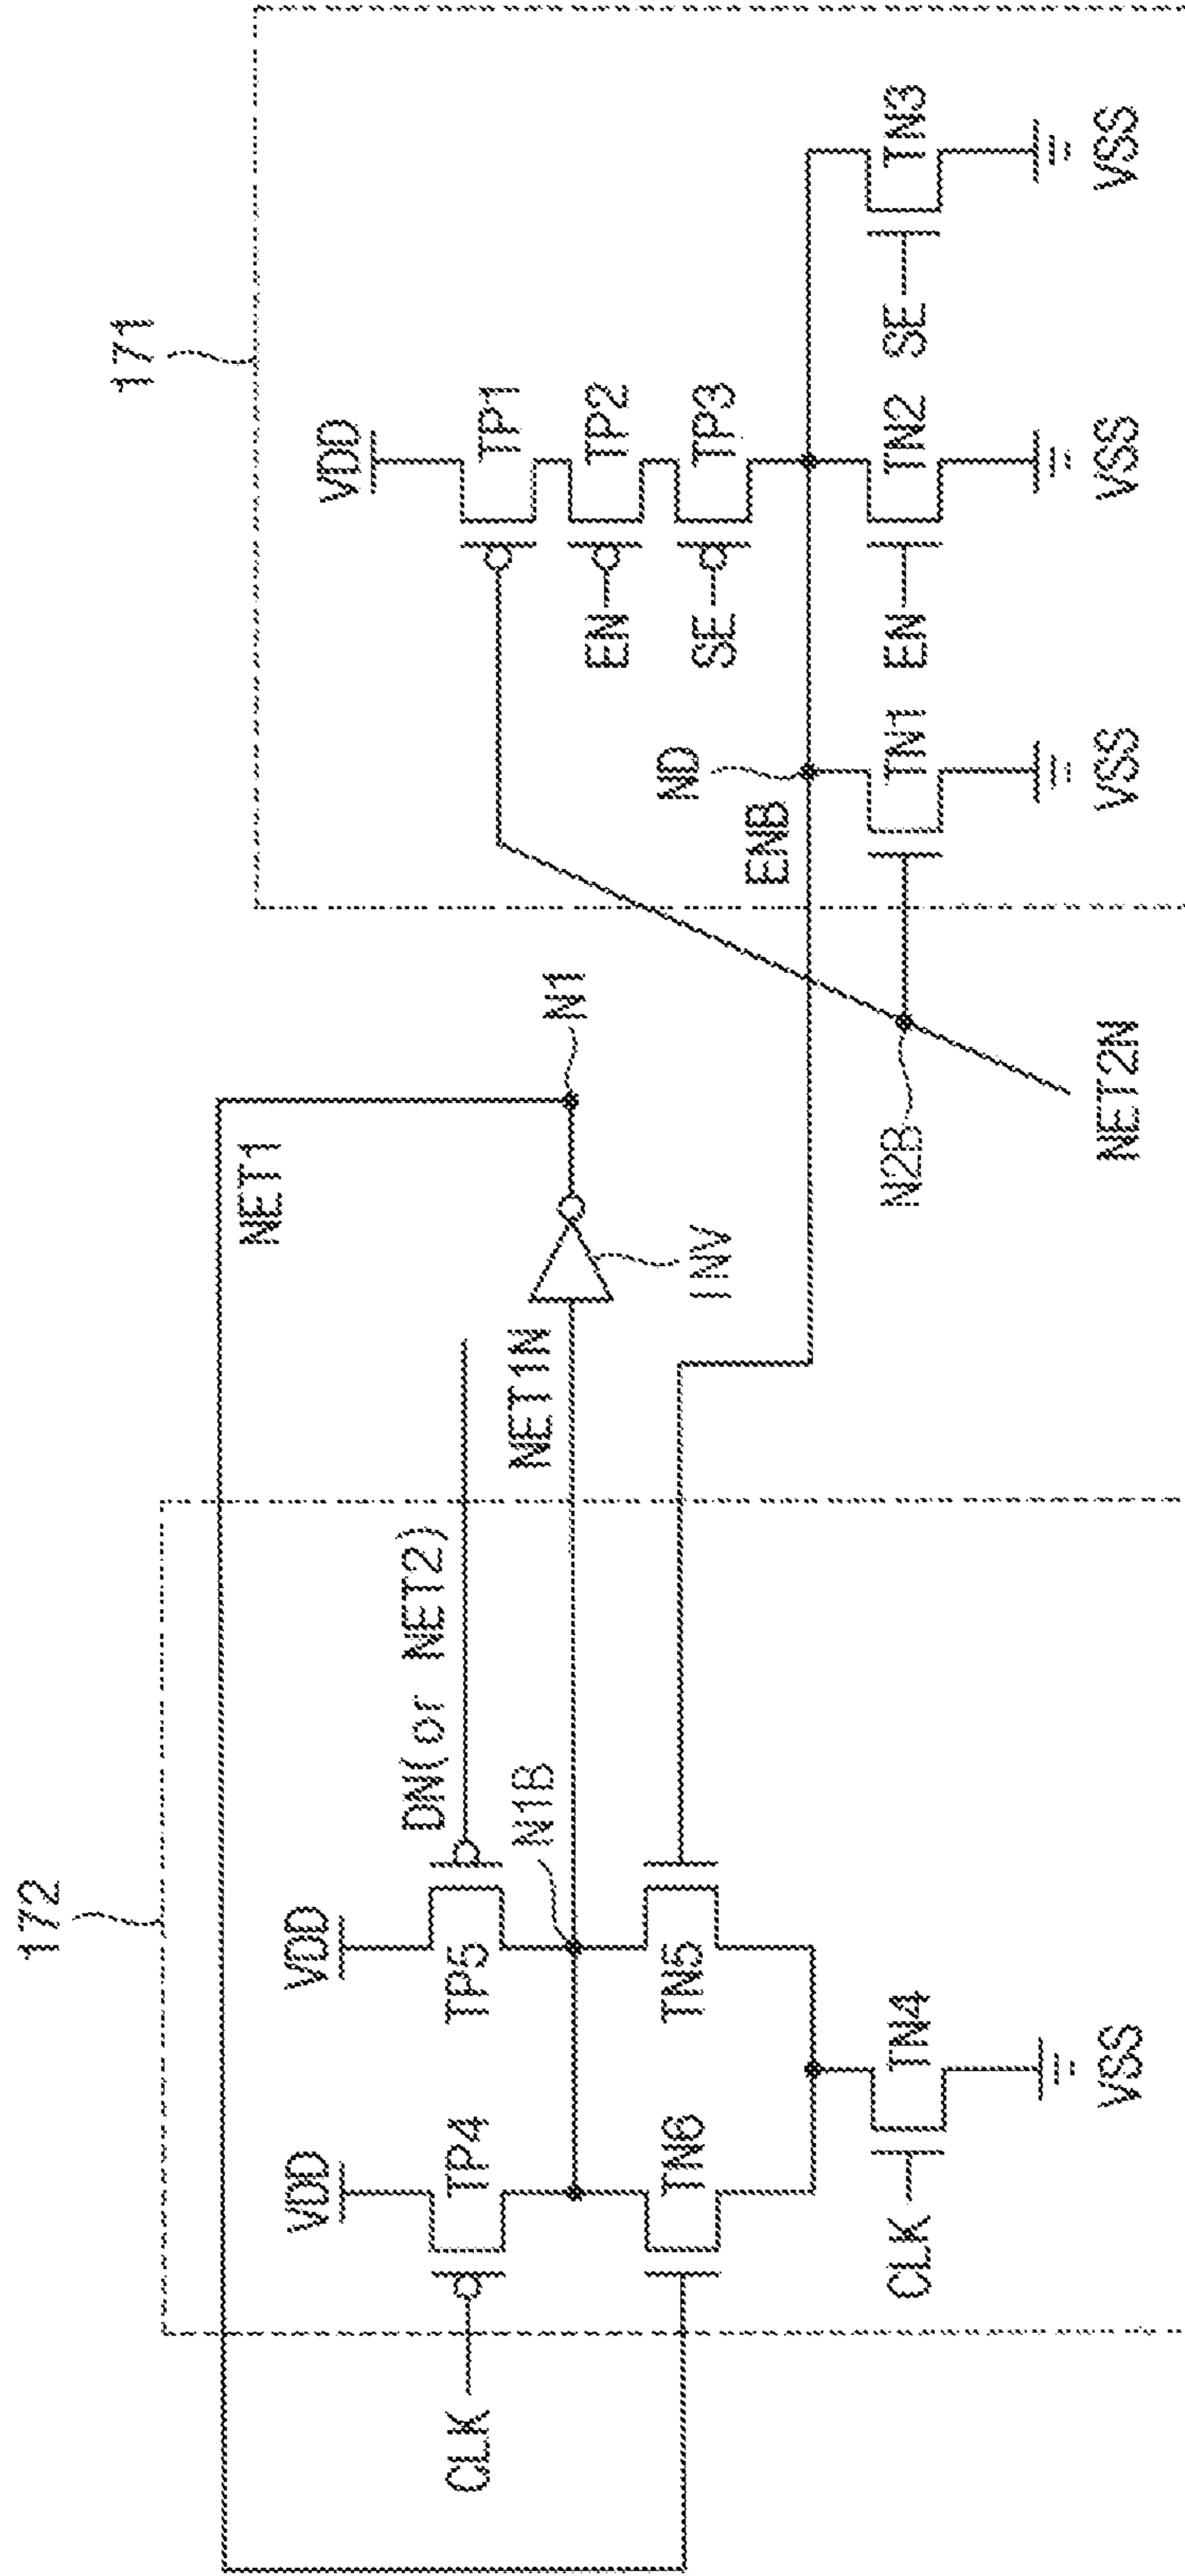 172
171
NET1
VDD
VDD
VDD
CLK
TP4
TP5
DN(or NET2)
N1B
NET1N
INV
N1
TP1
EN
TP2
SE
TP3
TN6
TN5
ENB
ND
CLK
TN4
VSS
N2B
NET2N
TN1
EN
TN2
SE
TN3
VSS
VSS
VSS